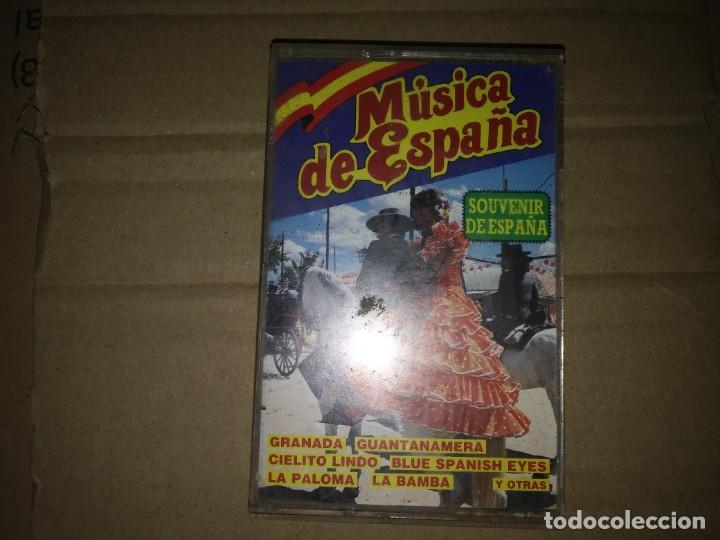 Música
de España
SOUVENIR
DE ESPAÑA
GRANADA GUANTANAMERA
CIELITO LINDO BLUE SPANISH EYES
LA PALOMA LA BAMBA Y OTRAS
todocoleccion.net